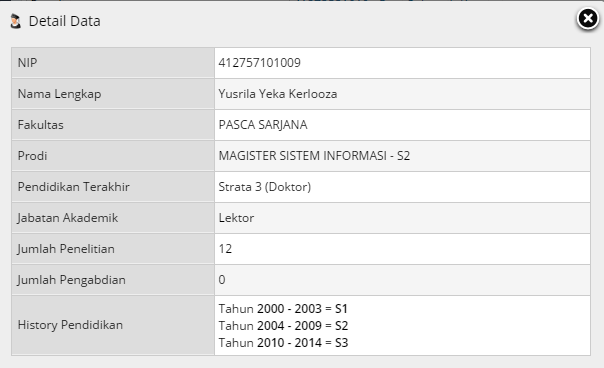 Detail Data
NIP 412757101009
Nama Lengkap Yusrila Yeka Kerlooza
Fakultas PASCA SARJANA
Prodi MAGISTER SISTEM INFORMASI - S2
Pendidikan Terakhir Strata 3 (Doktor)
Jabatan Akademik Lektor
Jumlah Penelitian 12
Jumlah Pengabdian 0
History Pendidikan
Tahun 2000 - 2003 = S1
Tahun 2004 - 2009 = S2
Tahun 2010 - 2014 = S3